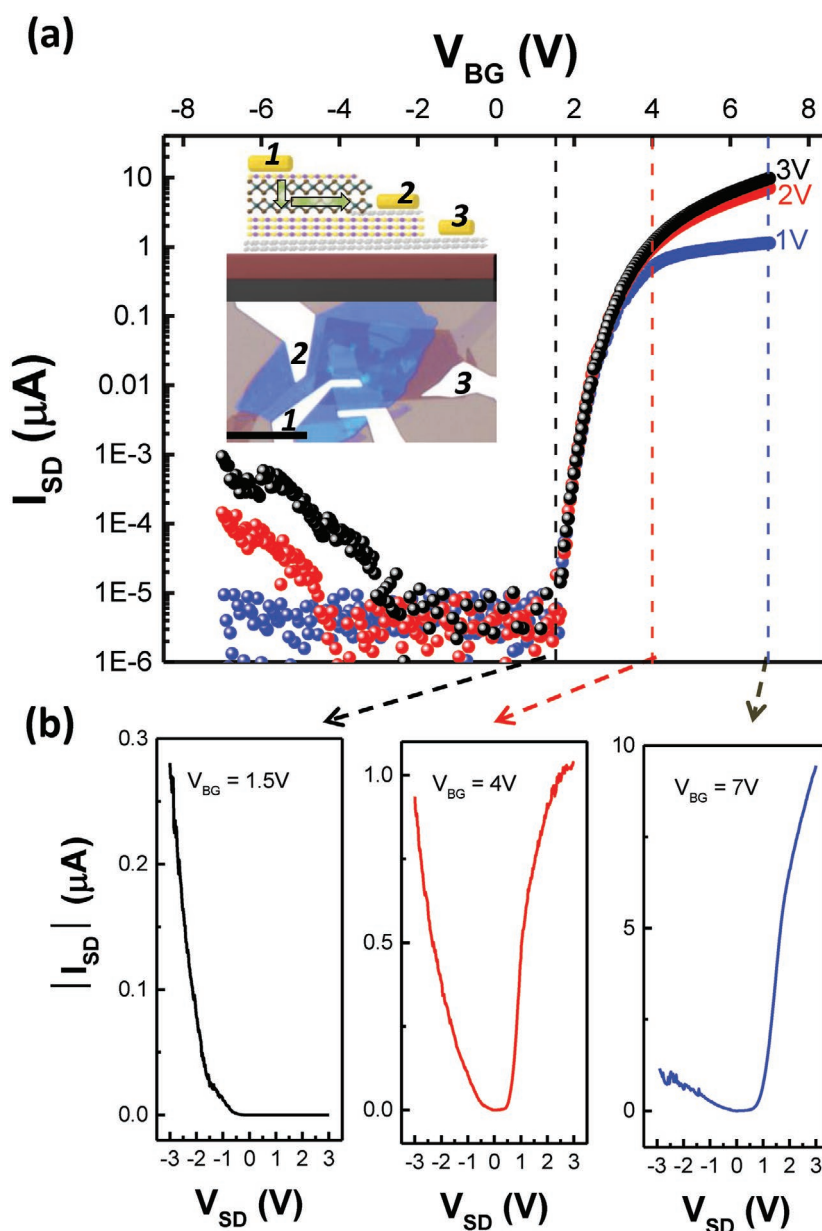 (a)
V_BG (V)
-8 -6 -4 -2 0 2 4 6 8
10
1
0.1
0.01
1E-3
1E-4
1E-5
1E-6
I_SD (μA)
1
2
3
2
3
1
3V
2V
1V
(b)
0.3
0.2
0.1
0.0
|I_SD| (μA)
V_BG = 1.5V
-3 -2 -1 0 1 2 3
V_SD (V)
1.0
0.5
0.0
V_BG = 4V
-3 -2 -1 0 1 2 3
V_SD (V)
10
5
0
V_BG = 7V
-3 -2 -1 0 1 2 3
V_SD (V)